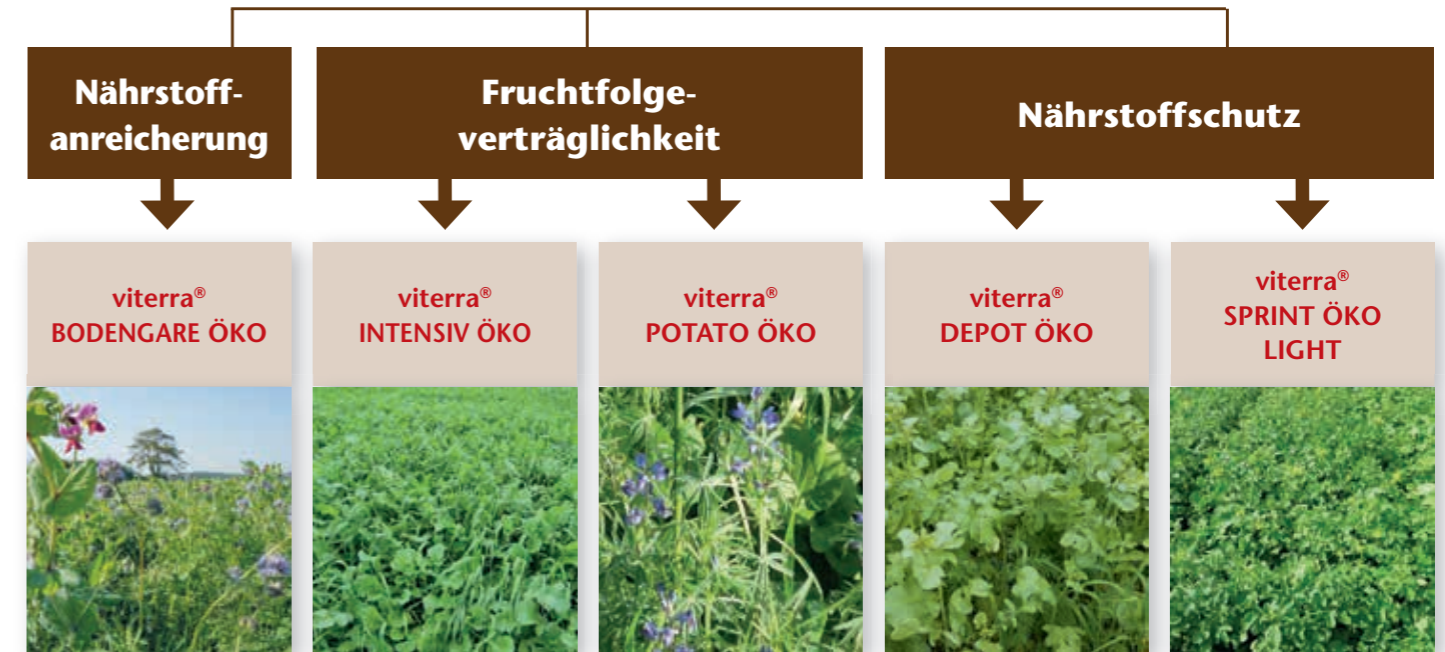 Nährstoff-
anreicherung
Fruchtfolge-
verträglichkeit
Nährstoffschutz
viterra®
BODENGARE ÖKO
viterra®
INTENSIV ÖKO
viterra®
POTATO ÖKO
viterra®
DEPOT ÖKO
viterra®
SPRINT ÖKO
LIGHT